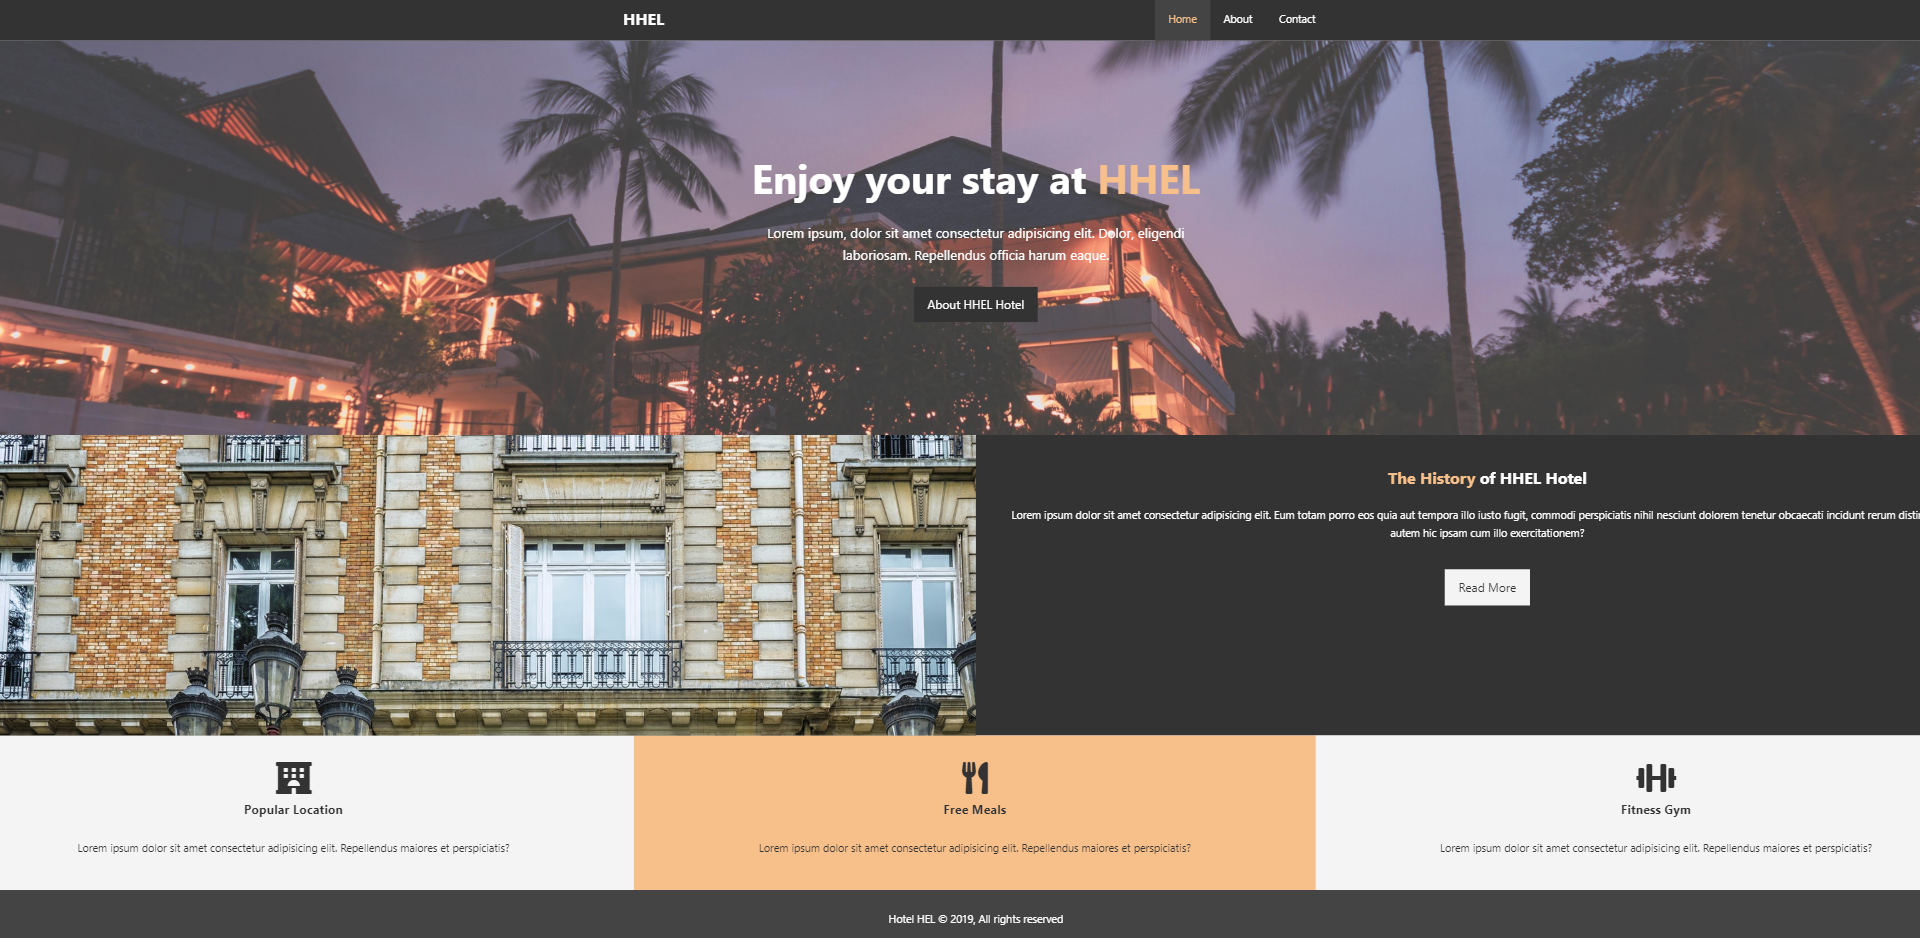 HHEL
Home About Contact
Enjoy your stay at HHEL
Lorem ipsum, dolor sit amet consectetur adipisicing elit. Dolor, eligendi
laboriosam. Repellendus officia harum eaque.
About HHEL Hotel
The History of HHEL Hotel
Lorem ipsum dolor sit amet consectetur adipisicing elit. Eum totam porro eos quia aut tempora illo iusto fugit, commodi perspiciatis nihil nesciunt dolorem tenetur obcaecati incidunt rerum
autem hic ipsam cum illo exercitationem?
Read More
Popular Location
Lorem ipsum dolor sit amet consectetur adipisicing elit. Repellendus maiores et perspiciatis?
Free Meals
Lorem ipsum dolor sit amet consectetur adipisicing elit. Repellendus maiores et perspiciatis?
Fitness Gym
Lorem ipsum dolor sit amet consectetur adipisicing elit. Repellendus maiores et perspiciatis?
Hotel HEL © 2019, All rights reserved